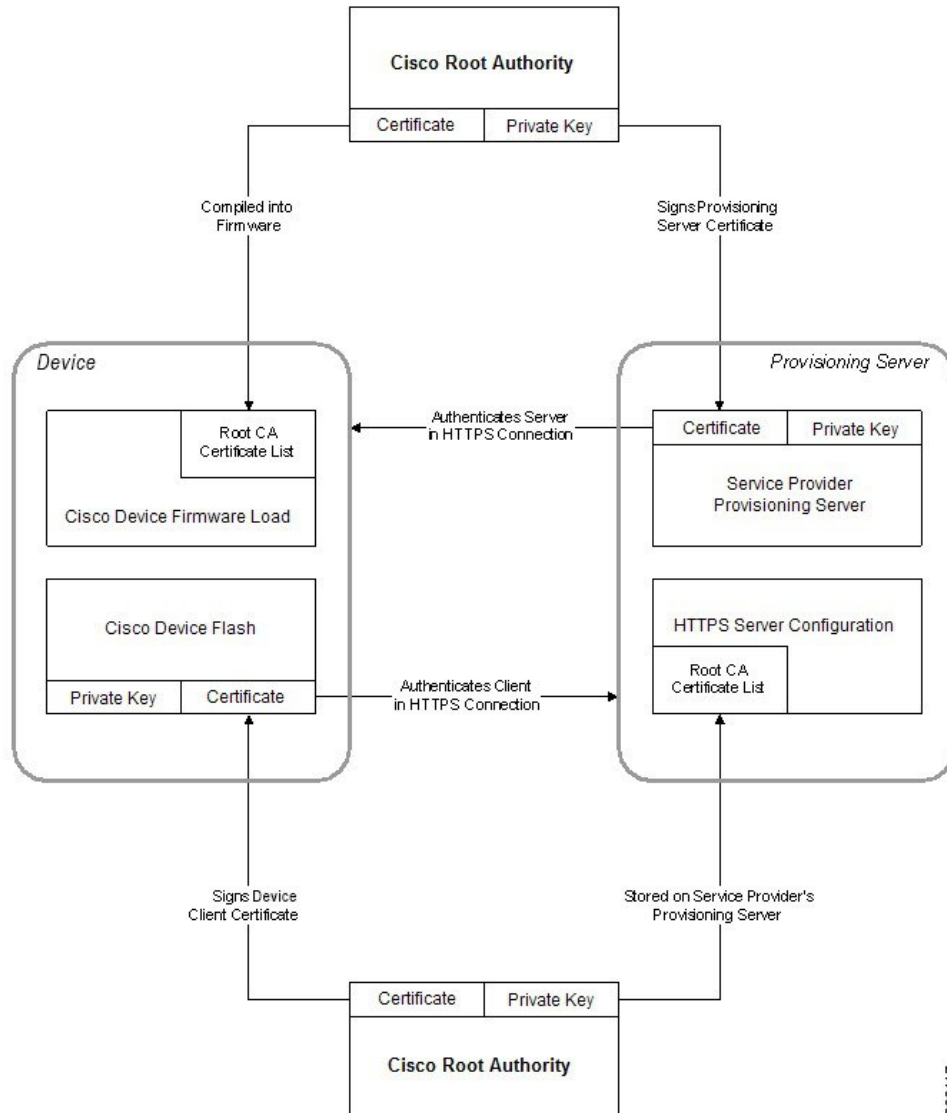 Cisco Root Authority
Certificate
Private Key
Compiled into
Firmware
Signs Provisioning
Server Certificate
Device
Provisioning Server
Root CA
Certificate List
Cisco Device Firmware Load
Authenticates Server
in HTTPS Connection
Certificate
Private Key
Service Provider
Provisioning Server
Cisco Device Flash
Private Key
Certificate
Authenticates Client
in HTTPS Connection
HTTPS Server Configuration
Root CA
Certificate List
Signs Device
Client Certificate
Stored on Service Provider's
Provisioning Server
Certificate
Private Key
Cisco Root Authority